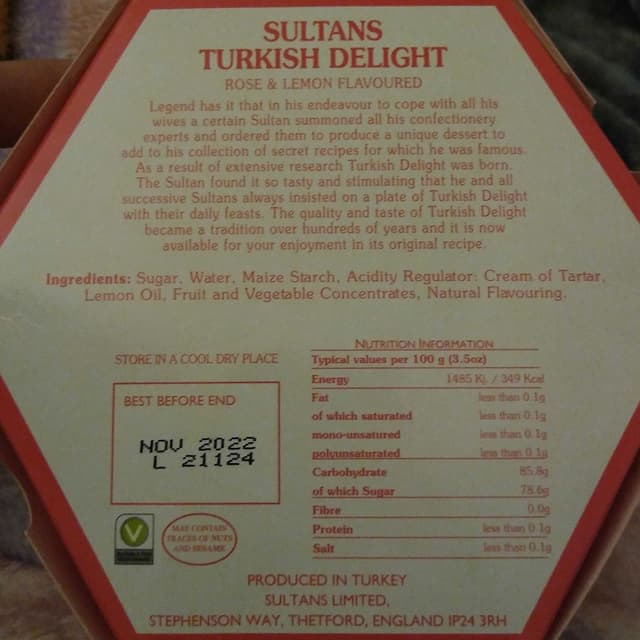 SULTANS
TURKISH DELIGHT
ROSE & LEMON FLAVOURED
Legend has it that in his endeavour to cope with all his
wives a certain Sultan summoned all his confectionery
experts and ordered them to produce a unique dessert to
add to his collection of secret recipes for which he was famous.
As a result of extensive research Turkish Delight was born.
The Sultan found it so tasty and stimulating that he and all
successive Sultans always insisted on a plate of Turkish Delight
with their daily feasts. The quality and taste of Turkish Delight
became a tradition over hundreds of years and it is now
available for your enjoyment in its original recipe.
Ingredients: Sugar, Water, Maize Starch, Acidity Regulator: Cream of Tartar,
Lemon Oil, Fruit and Vegetable Concentrates, Natural Flavouring.
STORE IN A COOL DRY PLACE
BEST BEFORE END
NOV 2022
L 21124
V
MAY CONTAIN
TRACES OF NUTS
AND SESAME
NUTRITION INFORMATION
Typical values per 100 g (3.5oz)
Energy 1485 Kj. / 349 Kcal
Fat less than 0.1g
of which saturated less than 0.1g
mono-unsatured less than 0.1g
polyunsaturated less than 0.1g
Carbohydrate 85.8g
of which Sugar 78.6g
Fibre 0.0g
Protein less than 0.1g
Salt less than 0.1g
PRODUCED IN TURKEY
SULTANS LIMITED,
STEPHENSON WAY, THETFORD, ENGLAND IP24 3RH